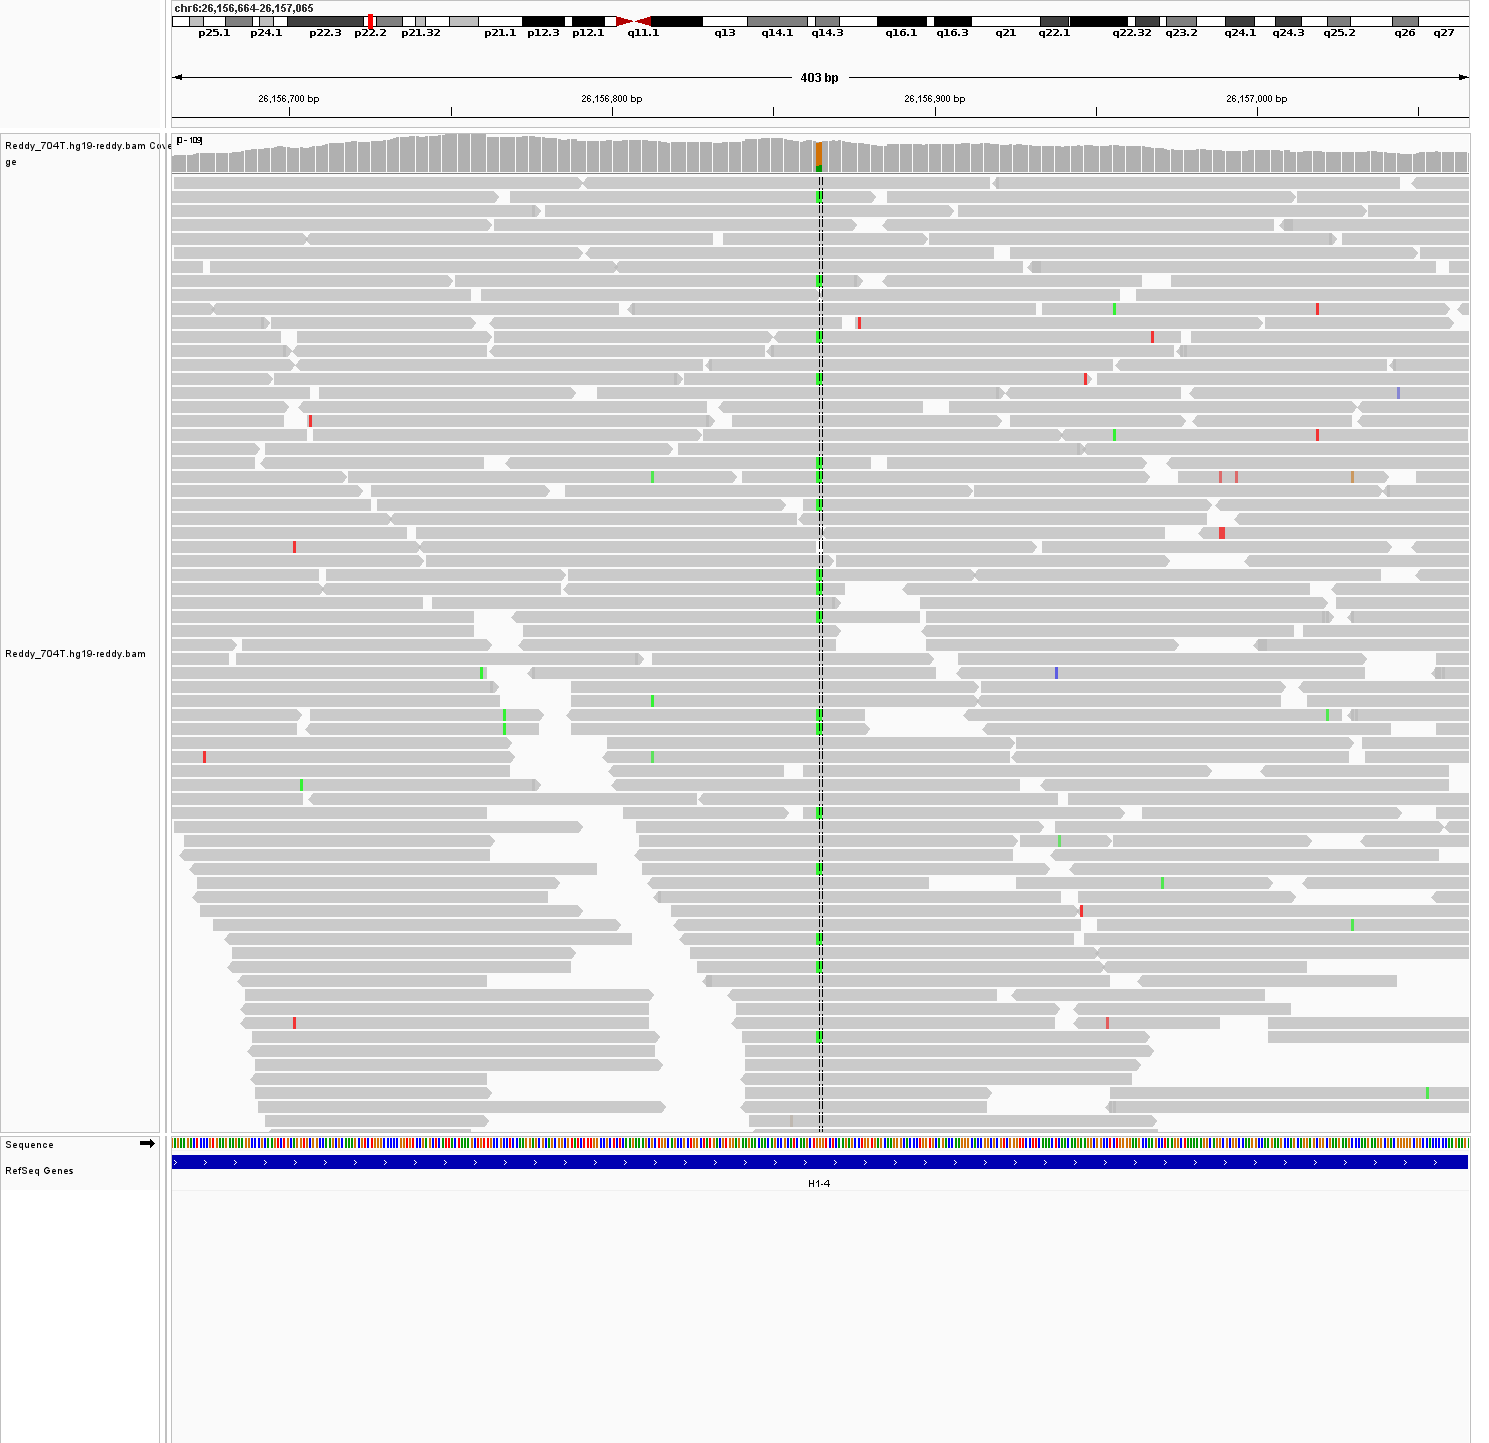 chr6:26,156,664-26,157,065
p25.1 p24.1 p22.3 p22.2 p21.32 p21.1 p12.3 p12.1 q11.1 q13 q14.1 q14.3 q16.1 q16.3 q21 q22.1 q22.32 q23.2 q24.1 q24.3 q25.2 q26 q27
403 bp
26,156,700 bp 26,156,800 bp 26,156,900 bp 26,157,000 bp
[0 - 109]
Reddy_704T.hg19-reddy.bam Cove
ge
Reddy_704T.hg19-reddy.bam
Sequence
RefSeq Genes
H1-4